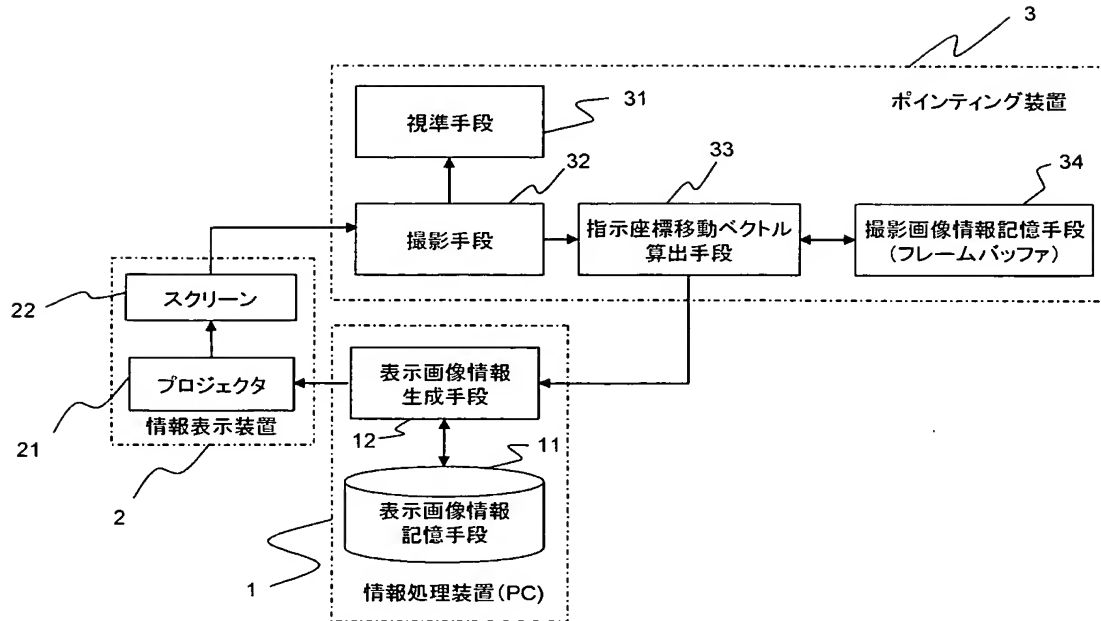 3
ポインティング装置
視準手段
31
32
33
34
撮影手段
指示座標移動ベクトル
算出手段
撮影画像情報記憶手段
(フレームバッファ)
22
スクリーン
プロジェクタ
21
情報表示装置
2
表示画像情報
生成手段
12
11
表示画像情報
記憶手段
1
情報処理装置(PC)